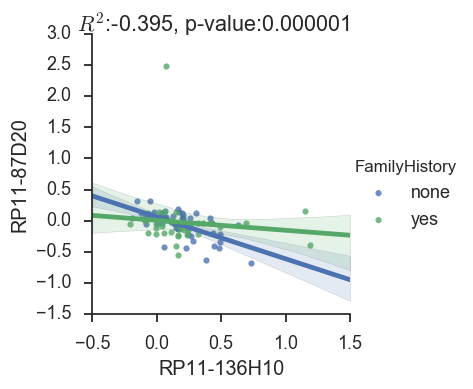 R²:-0.395, p-value:0.000001
3.0
2.5
2.0
1.5
1.0
0.5
0.0
−0.5
−1.0
−1.5
RP11-87D20
−0.5 0.0 0.5 1.0 1.5
RP11-136H10
FamilyHistory
none
yes